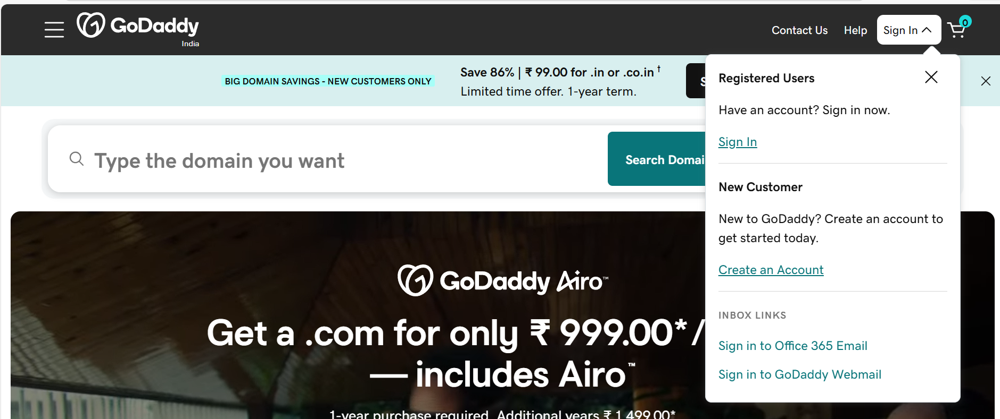 GoDaddy
India
Contact Us
Help
Sign In
0
BIG DOMAIN SAVINGS - NEW CUSTOMERS ONLY
Save 86% | ₹ 99.00 for .in or .co.in †
Limited time offer. 1-year term.
Registered Users
Have an account? Sign in now.
Sign In
New Customer
New to GoDaddy? Create an account to
get started today.
Create an Account
INBOX LINKS
Sign in to Office 365 Email
Sign in to GoDaddy Webmail
Type the domain you want
Search Domai
GoDaddy Airo™
Get a .com for only ₹ 999.00*/
— includes Airo™
1-year purchase required. Additional years ₹ 1,499.00*